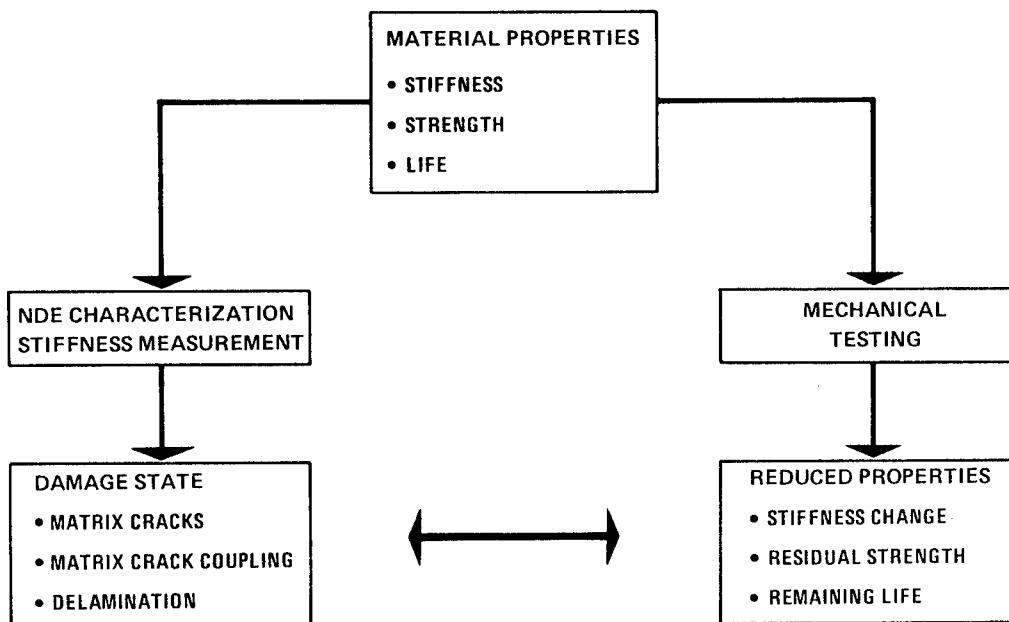 MATERIAL PROPERTIES
• STIFFNESS
• STRENGTH
• LIFE
NDE CHARACTERIZATION
STIFFNESS MEASUREMENT
MECHANICAL
TESTING
DAMAGE STATE
• MATRIX CRACKS
• MATRIX CRACK COUPLING
• DELAMINATION
REDUCED PROPERTIES
• STIFFNESS CHANGE
• RESIDUAL STRENGTH
• REMAINING LIFE